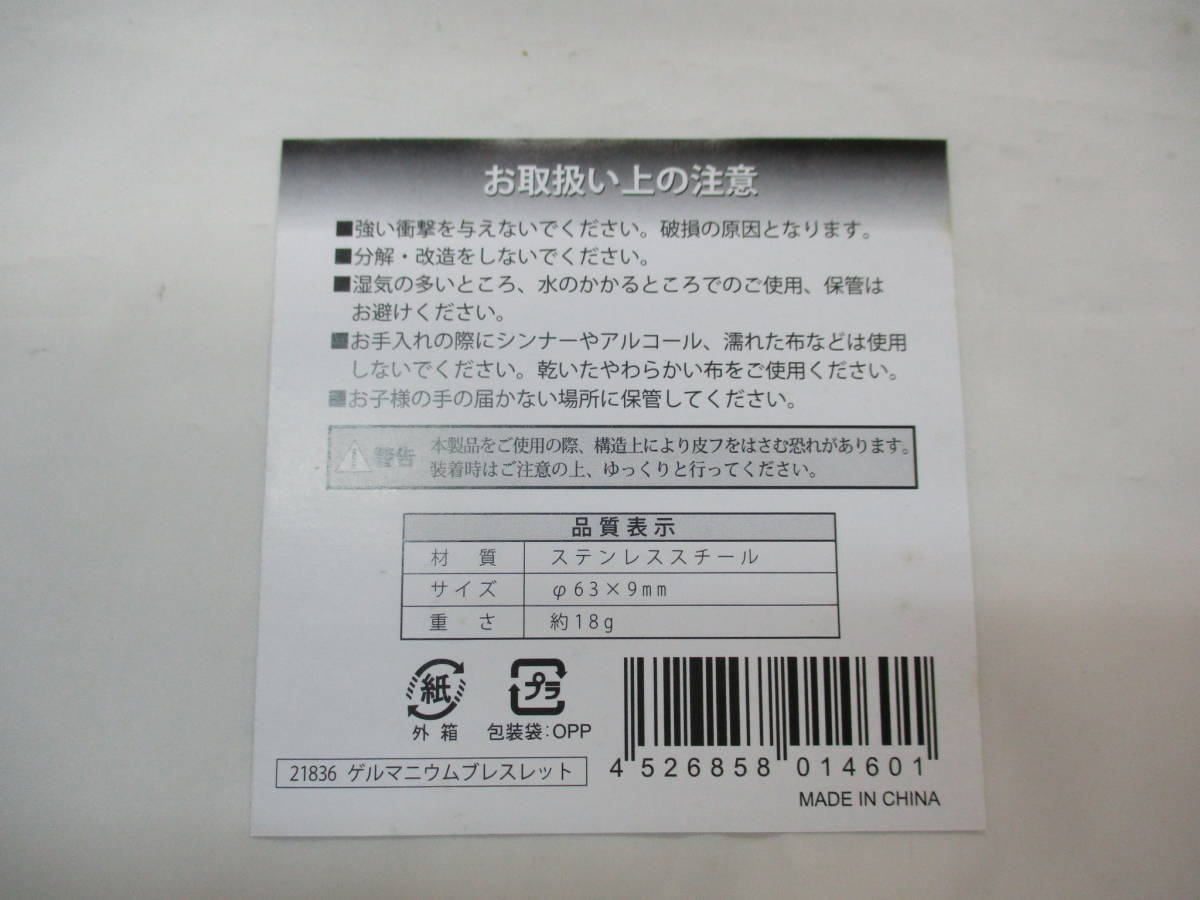 お取扱い上の注意
■強い衝撃を与えないでください。破損の原因となります。
■分解・改造をしないでください。
■湿気の多いところ、水のかかるところでのご使用、保管は
お避けください。
■お手入れの際にシンナーやアルコール、濡れた布などは使用
しないでください。乾いたやわらかい布をご使用ください。
■お子様の手の届かない場所に保管してください。
警告
本製品をご使用の際、構造上により皮フをはさむ恐れがあります。
装着時はご注意の上、ゆっくりと行ってください。
品質表示
材質 ステンレススチール
サイズ φ63×9mm
重さ 約18g
紙
外箱
プラ
包装袋:OPP
21836 ゲルマニウムブレスレット
4 526858 014601
MADE IN CHINA